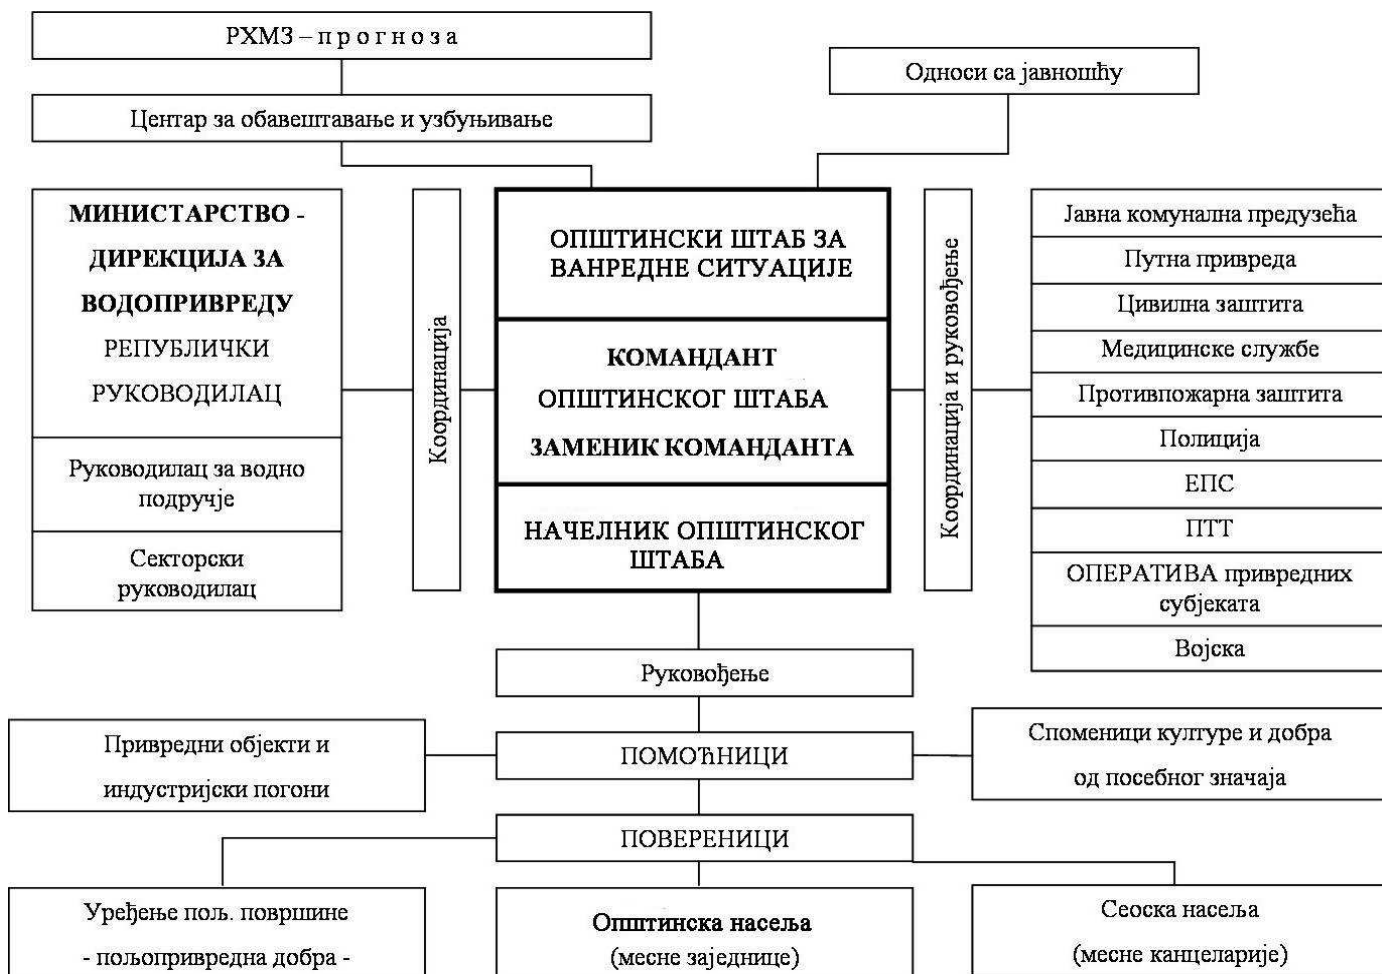 РХМЗ – п р о г н о з а
Односи са јавношћу
Центар за обавештавање и узбуњивање
МИНИСТАРСТВО -
ДИРЕКЦИЈА ЗА
ВОДОПРИВРЕДУ
РЕПУБЛИЧКИ
РУКОВОДИЛАЦ
Руководилац за водно
подручје
Секторски
руководилац
Координација
ОПШТИНСКИ ШТАБ ЗА
ВАНРЕДНЕ СИТУАЦИЈЕ
КОМАНДАНТ
ОПШТИНСКОГ ШТАБА
ЗАМЕНИК КОМАНДАНТА
НАЧЕЛНИК ОПШТИНСКОГ
ШТАБА
Координација и руковођење
Јавна комунална предузећа
Путна привреда
Цивилна заштита
Медицинске службе
Противпожарна заштита
Полиција
ЕПС
ПТТ
ОПЕРАТИВА привредних
субјеката
Војска
Руковођење
Привредни објекти и
индустријски погони
ПОМОЋНИЦИ
Споменици културе и добра
од посебног значаја
ПОВЕРЕНИЦИ
Уређење пољ. површине
- пољопривредна добра -
Општинска насеља
(месне заједнице)
Сеоска насеља
(месне канцеларије)